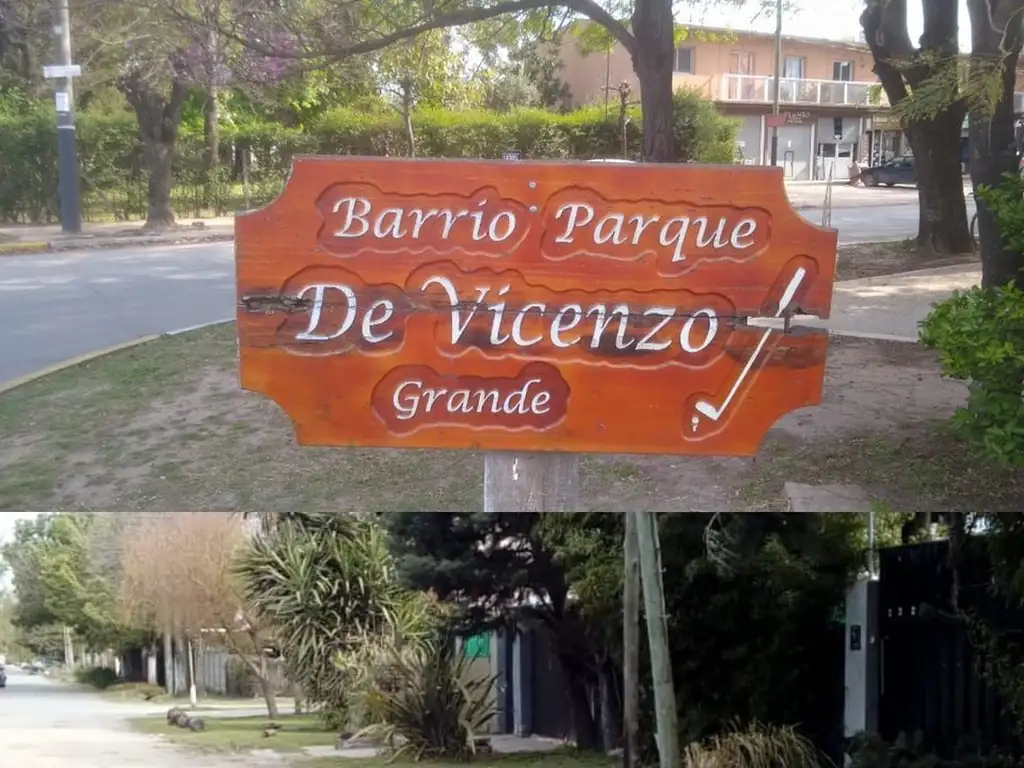 Barrio Parque
De Vicenzo
Grande